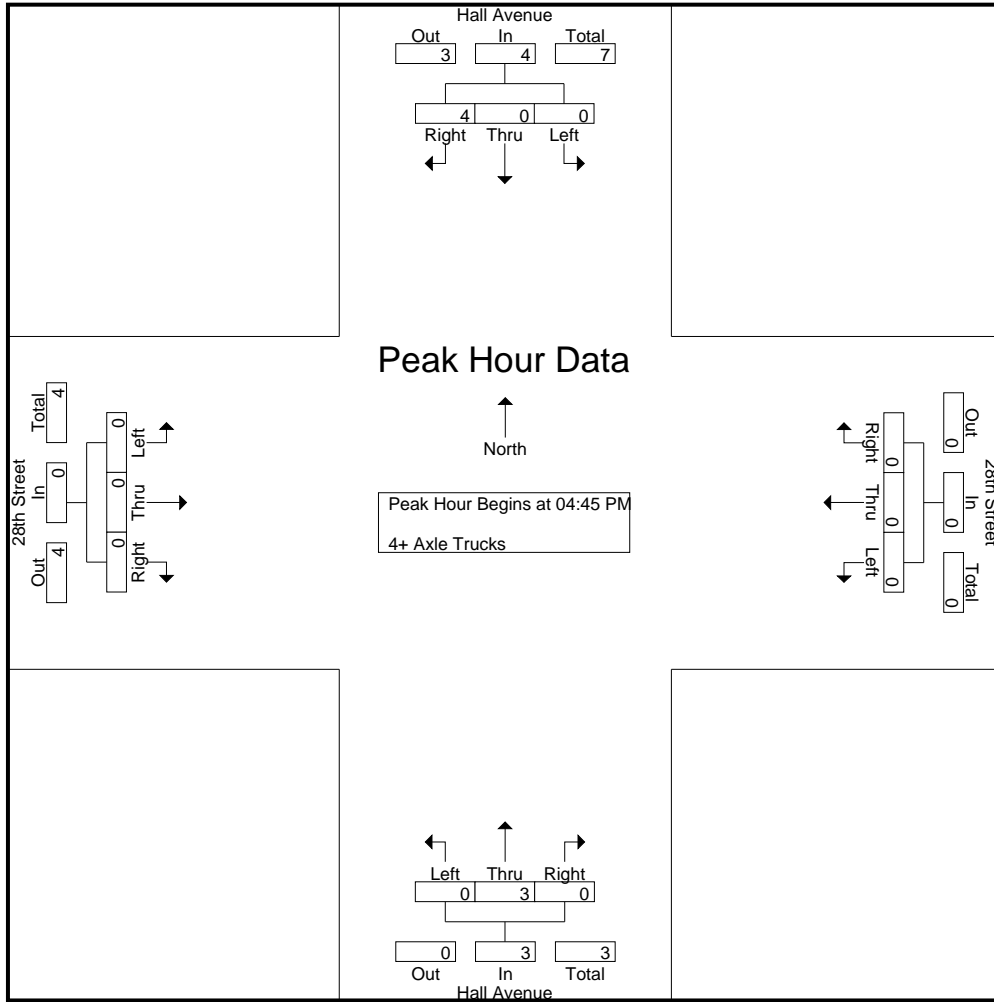 Hall Avenue
Out In Total
3 4 7
4 0 0
Right Thru Left
Peak Hour Data
North
Peak Hour Begins at 04:45 PM
4+ Axle Trucks
28th Street
Out In Total
4 0 4
0 0 0
Right Thru Left
28th Street
Out In Total
0 0 0
0 0 0
Right Thru Left
Left Thru Right
0 3 0
0 3 3
Out In Total
Hall Avenue